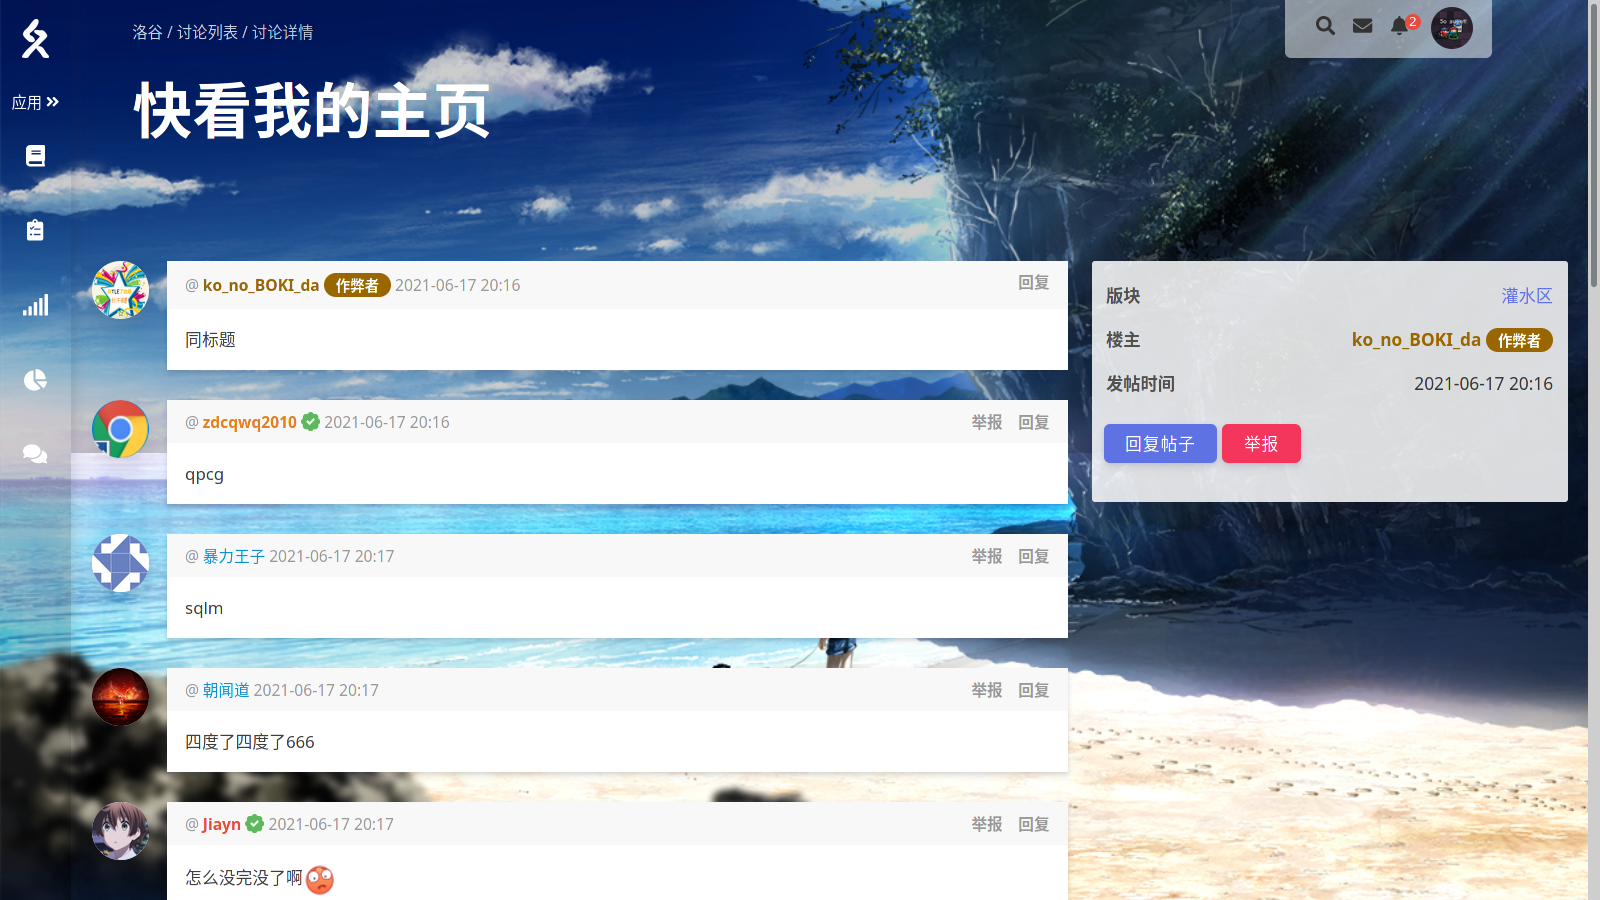 洛谷 / 讨论列表 / 讨论详情
2
应用
快看我的主页
@ ko_no_BOKI_da 作弊者 2021-06-17 20:16 回复
同标题
版块 灌水区
楼主 ko_no_BOKI_da 作弊者
发帖时间 2021-06-17 20:16
回复帖子 举报
@ zdcqwq2010 2021-06-17 20:16 举报 回复
qpcg
@ 暴力王子 2021-06-17 20:17 举报 回复
sqlm
@ 朝闻道 2021-06-17 20:17 举报 回复
四度了四度了666
@ Jiayn 2021-06-17 20:17 举报 回复
怎么没完没了啊